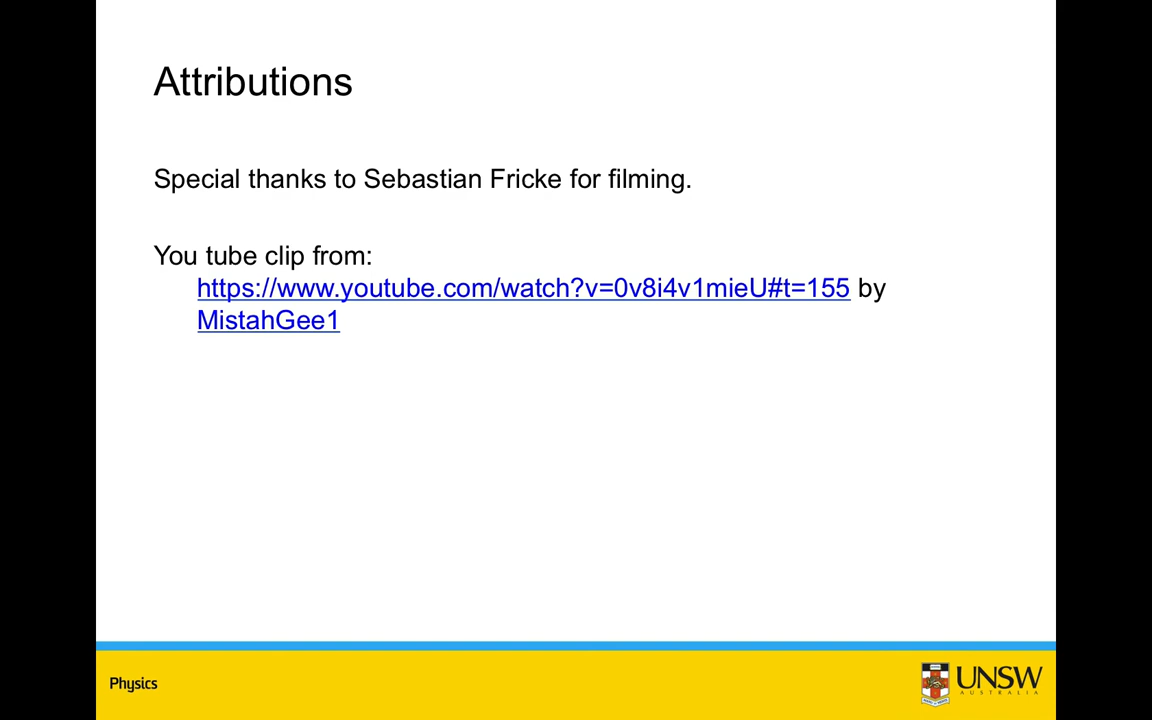 Attributions
Special thanks to Sebastian Fricke for filming.
You tube clip from:
https://www.youtube.com/watch?v=0v8i4v1mieU#t=155 by
MistahGee1
Physics
UNSW
AUSTRALIA